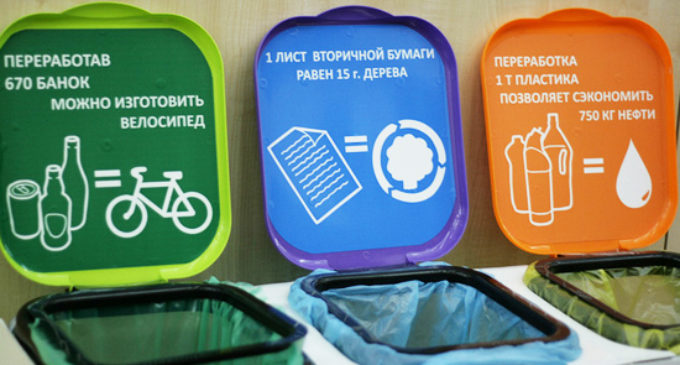 ПЕРЕРАБОТАВ
670 БАНОК
МОЖНО ИЗГОТОВИТЬ
ВЕЛОСИПЕД
1 ЛИСТ ВТОРИЧНОЙ БУМАГИ
РАВЕН 15 г. ДЕРЕВА
ПЕРЕРАБОТКА
1 Т ПЛАСТИКА
ПОЗВОЛЯЕТ СЭКОНОМИТЬ
750 КГ НЕФТИ